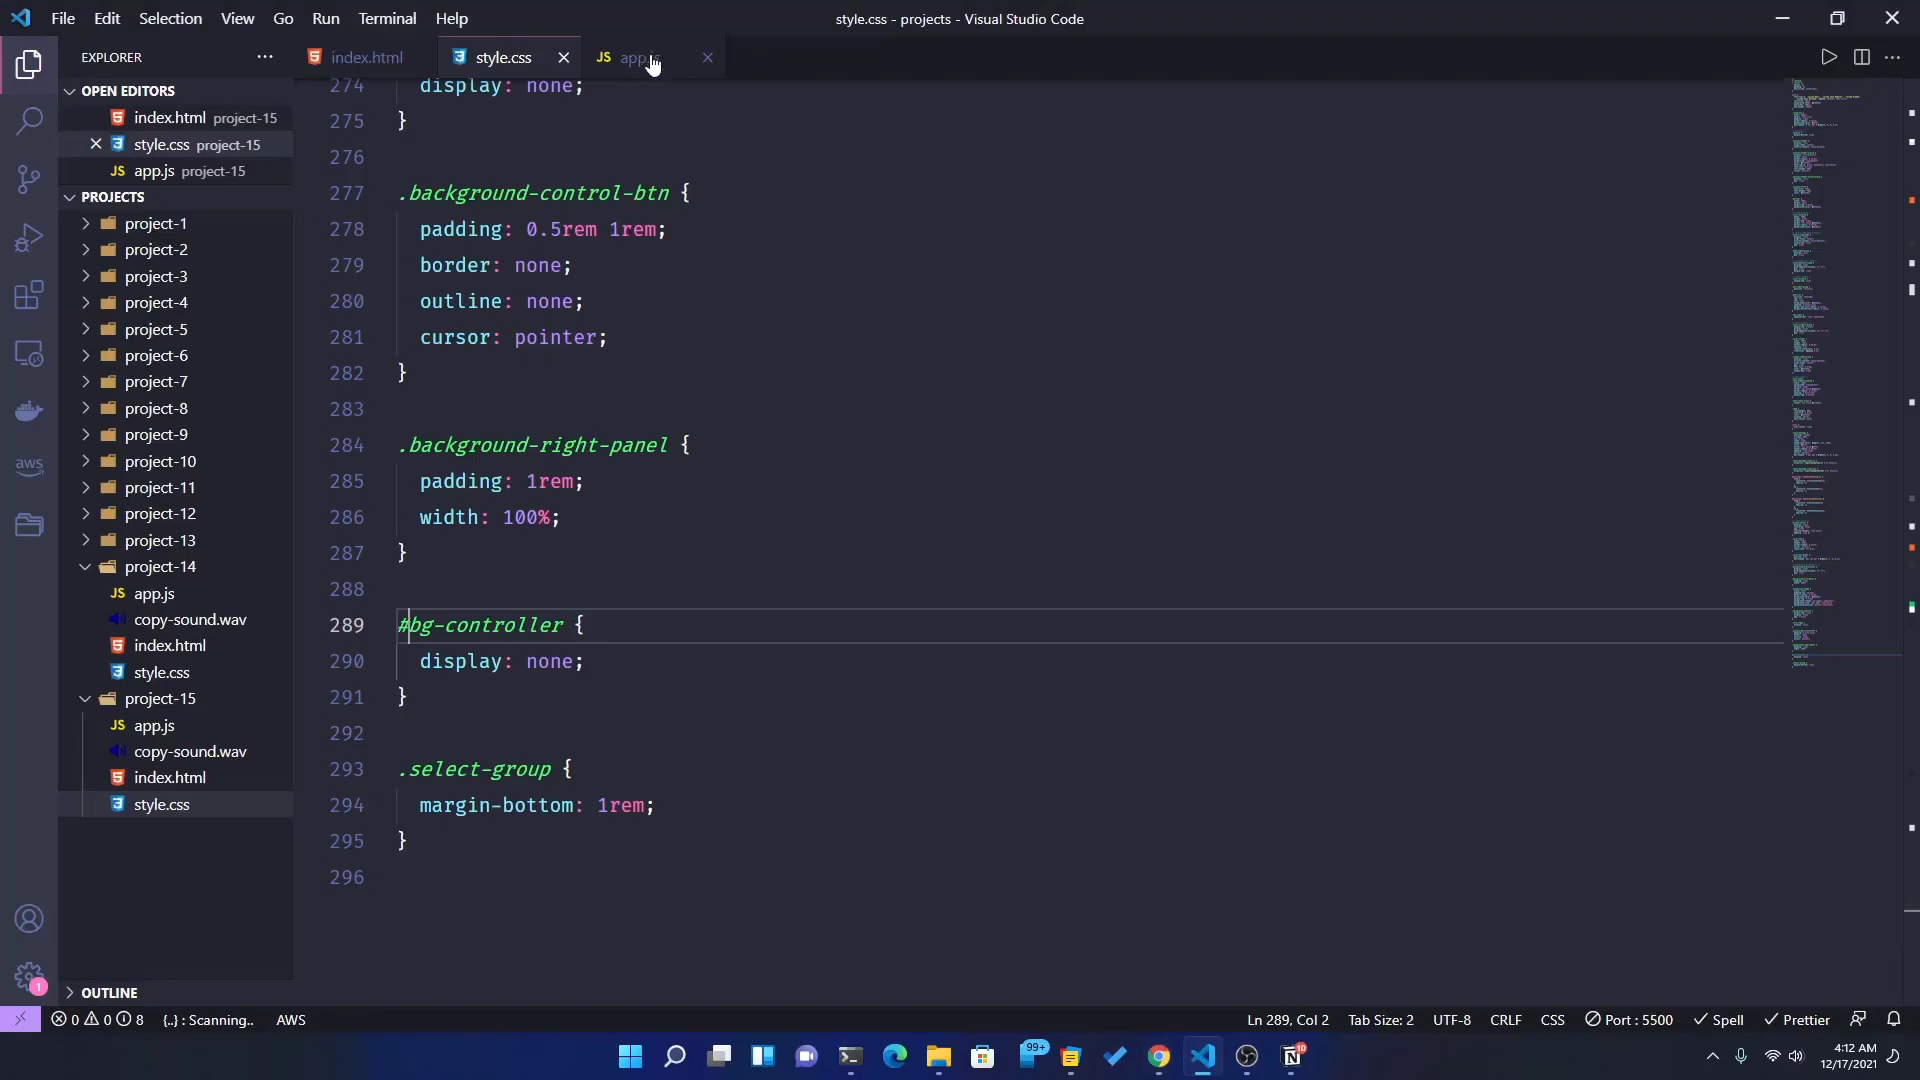 File Edit Selection View Go Run Terminal Help
style.css - projects - Visual Studio Code
EXPLORER
index.html
style.css
JS
OPEN EDITORS
index.html project-15
style.css project-15
JS app.js project-15
PROJECTS
project-1
project-2
project-3
project-4
project-5
project-6
project-7
project-8
project-9
project-10
project-11
project-12
project-13
project-14
JS app.js
copy-sound.wav
index.html
style.css
project-15
JS app.js
copy-sound.wav
index.html
style.css
OUTLINE
aws
1
274 display: none;
275 }
276
277 .background-control-btn {
278 padding: 0.5rem 1rem;
279 border: none;
280 outline: none;
281 cursor: pointer;
282 }
283
284 .background-right-panel {
285 padding: 1rem;
286 width: 100%;
287 }
288
289 #bg-controller {
290 display: none;
291 }
292
293 .select-group {
294 margin-bottom: 1rem;
295 }
296
0 0 8 {..} : Scanning.. AWS
Ln 289, Col 2 Tab Size: 2 UTF-8 CRLF CSS Port : 5500 Spell Prettier
99+
10
4:12 AM
12/17/2021